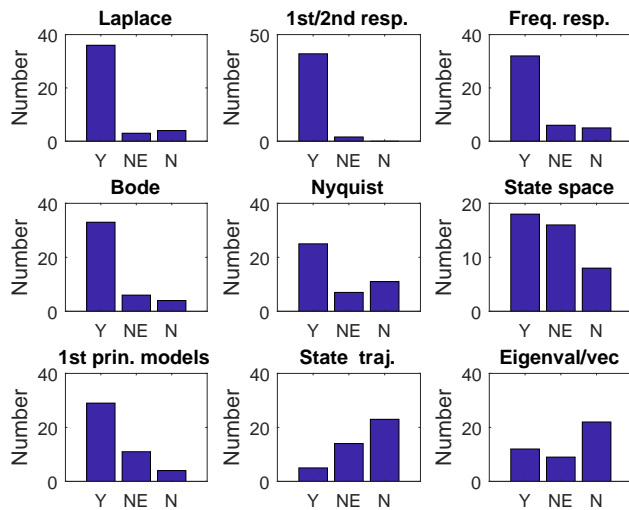 Laplace
1st/2nd resp.
Freq. resp.
Number
40
20
0
Y NE N
Number
50
0
Y NE N
Number
40
20
0
Y NE N
Bode
Nyquist
State space
Number
40
20
0
Y NE N
Number
40
20
0
Y NE N
Number
20
10
0
Y NE N
1st prin. models
State traj.
Eigenval/vec
Number
40
20
0
Y NE N
Number
40
20
0
Y NE N
Number
40
20
0
Y NE N